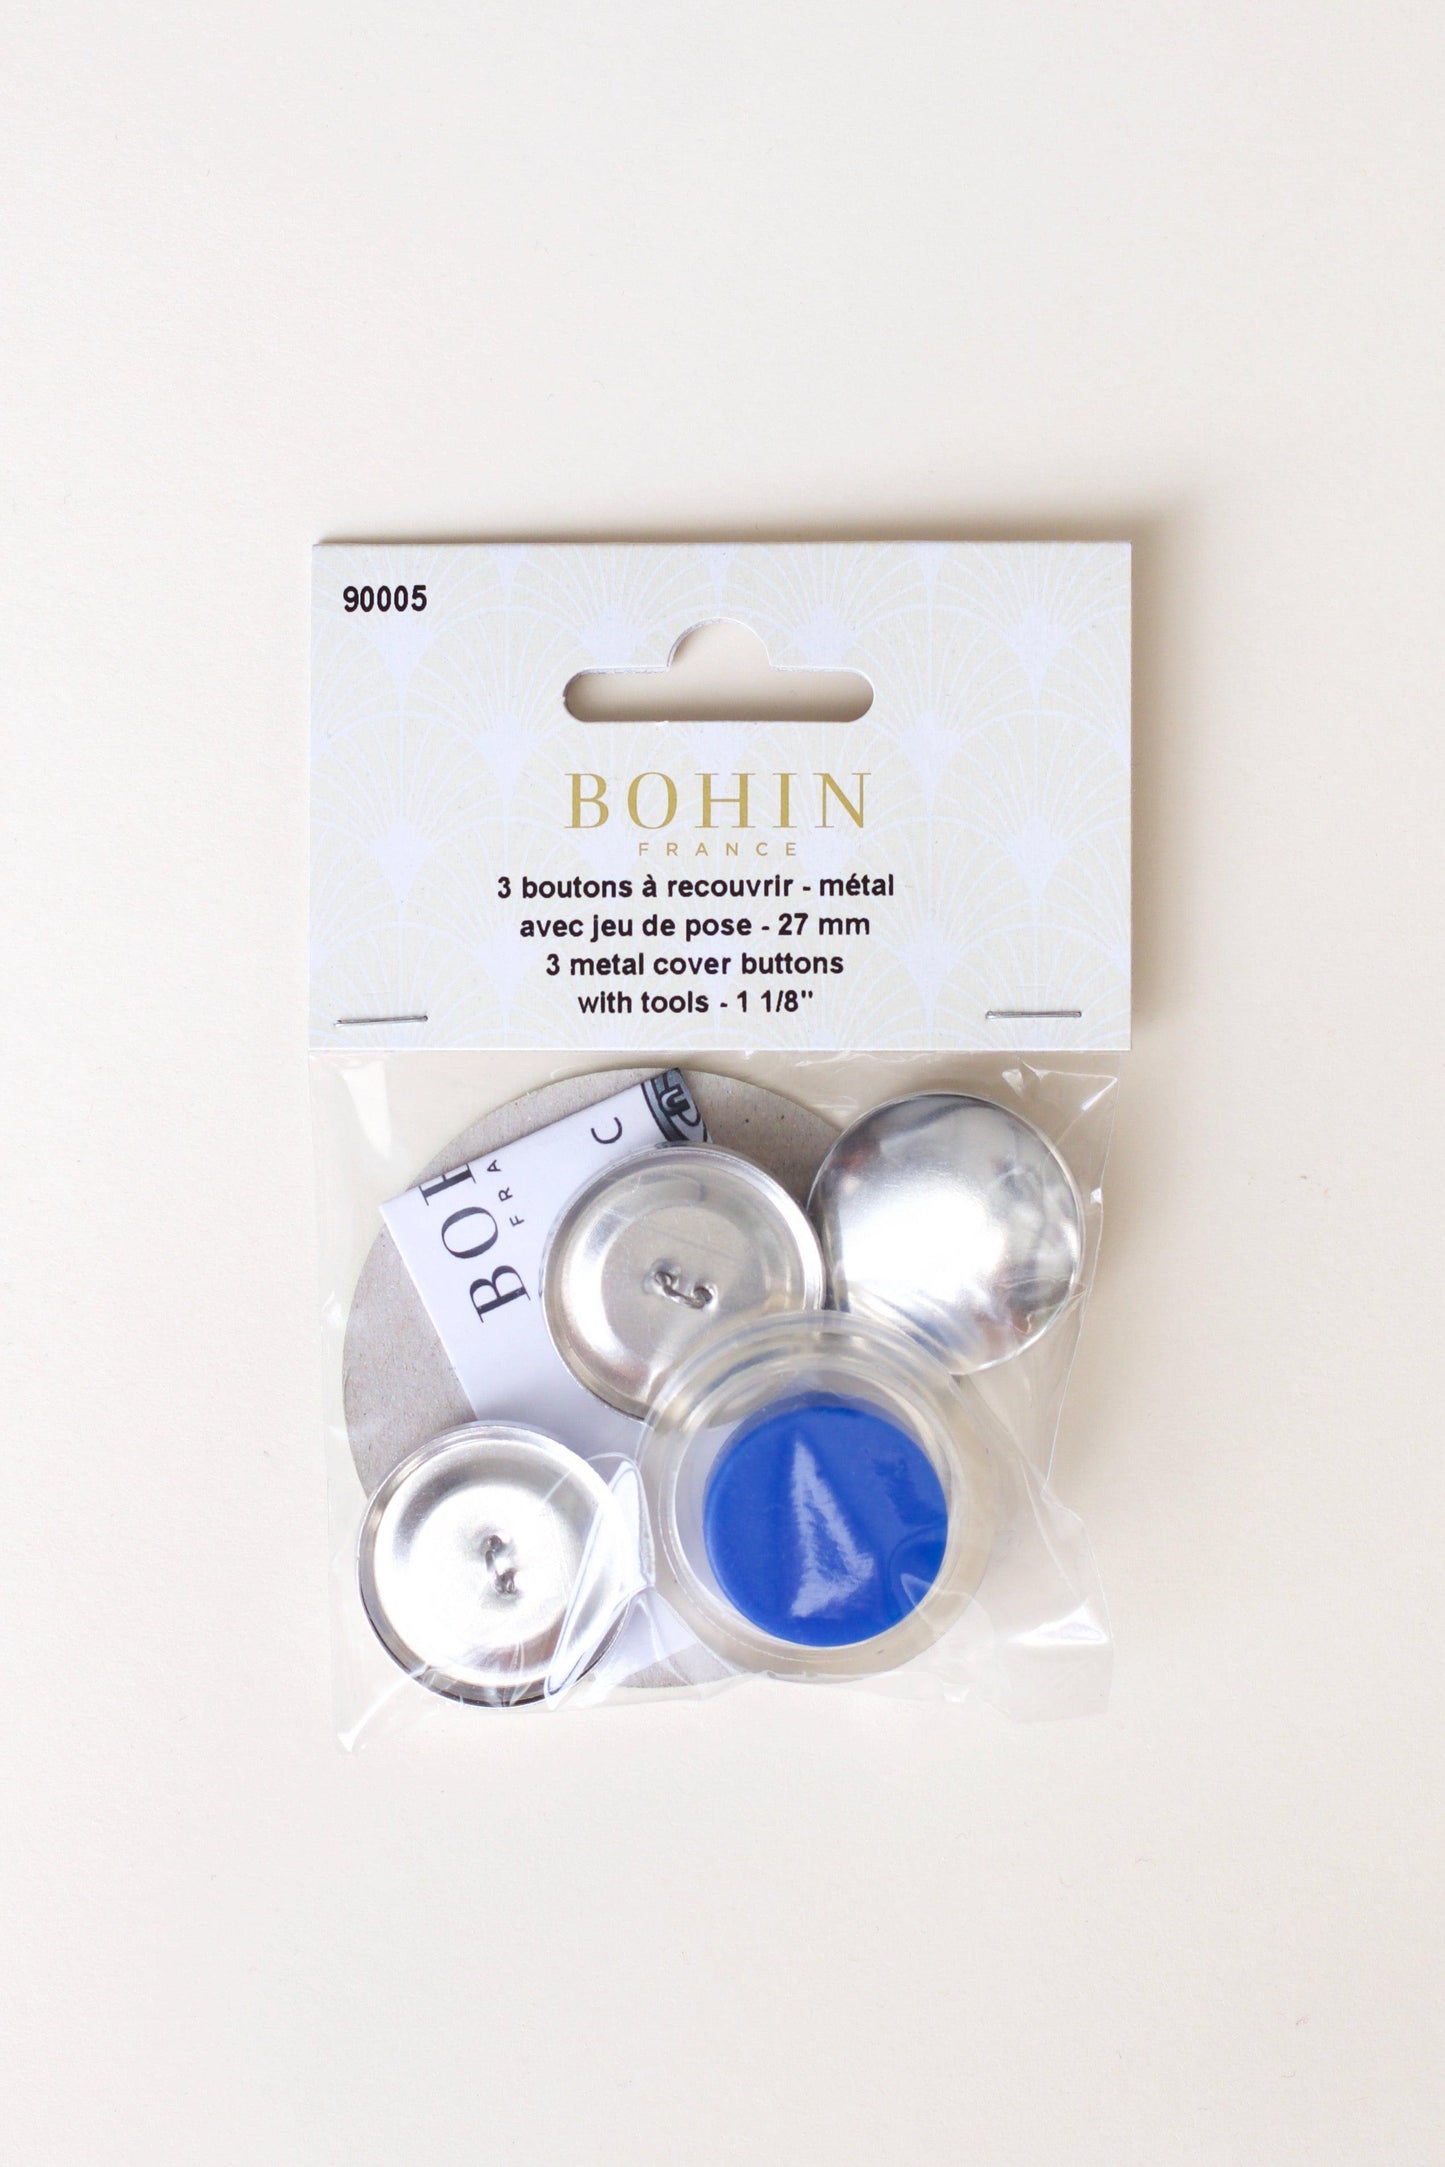 90005
BOHIN
FRANCE
3 boutons à recouvrir - métal
avec jeu de pose - 27 mm
3 metal cover buttons
with tools - 1 1/8"